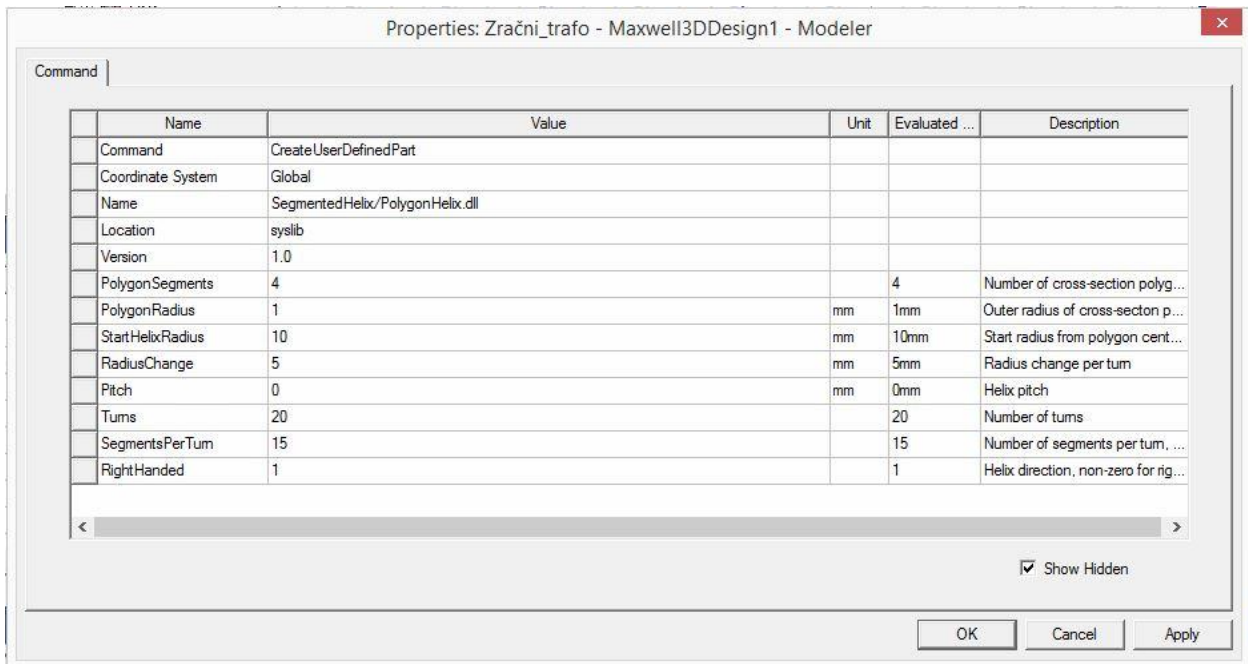 Properties: Zračni_trafo - Maxwell3DDesign1 - Modeler
Command
Name Value Unit Evaluated ... Description
Command CreateUserDefinedPart
Coordinate System Global
Name SegmentedHelix/PolygonHelix.dll
Location syslib
Version 1.0
PolygonSegments 4 4 Number of cross-section polyg...
PolygonRadius 1 mm 1mm Outer radius of cross-secton p...
StartHelixRadius 10 mm 10mm Start radius from polygon cent...
RadiusChange 5 mm 5mm Radius change per turn
Pitch 0 mm 0mm Helix pitch
Turns 20 20 Number of turns
SegmentsPerTurn 15 15 Number of segments per turn, ...
RightHanded 1 1 Helix direction, non-zero for rig...
Show Hidden
OK Cancel Apply